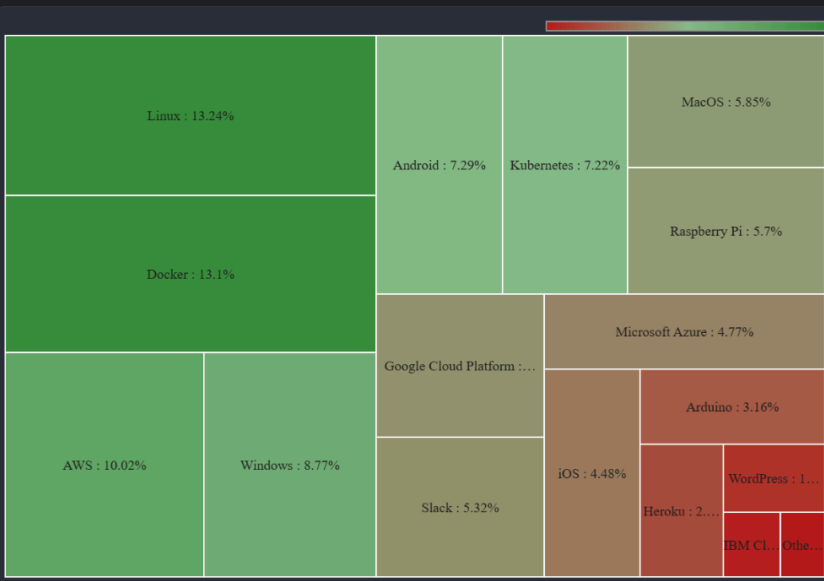 Linux : 13.24%
Docker : 13.1%
AWS : 10.02%
Windows : 8.77%
Android : 7.29%
Kubernetes : 7.22%
MacOS : 5.85%
Raspberry Pi : 5.7%
Google Cloud Platform :...
Slack : 5.32%
Microsoft Azure : 4.77%
iOS : 4.48%
Arduino : 3.16%
Heroku : 2....
WordPress : 1...
IBM Cl...
Othe...